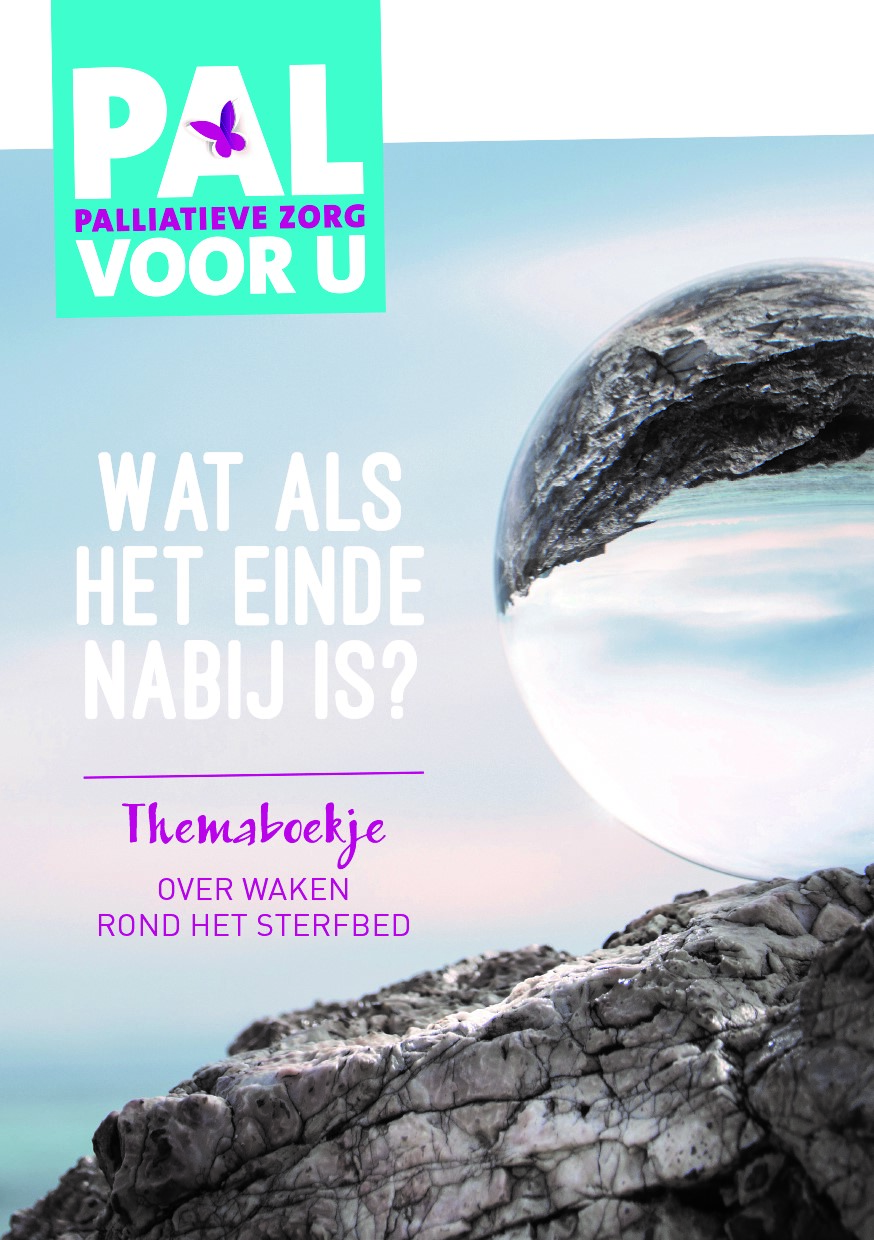 PAL
PALLIATIEVE ZORG
VOOR U
WAT ALS
HET EINDE
NABIJ IS?
Themaboekje
OVER WAKEN
ROND HET STERFBED